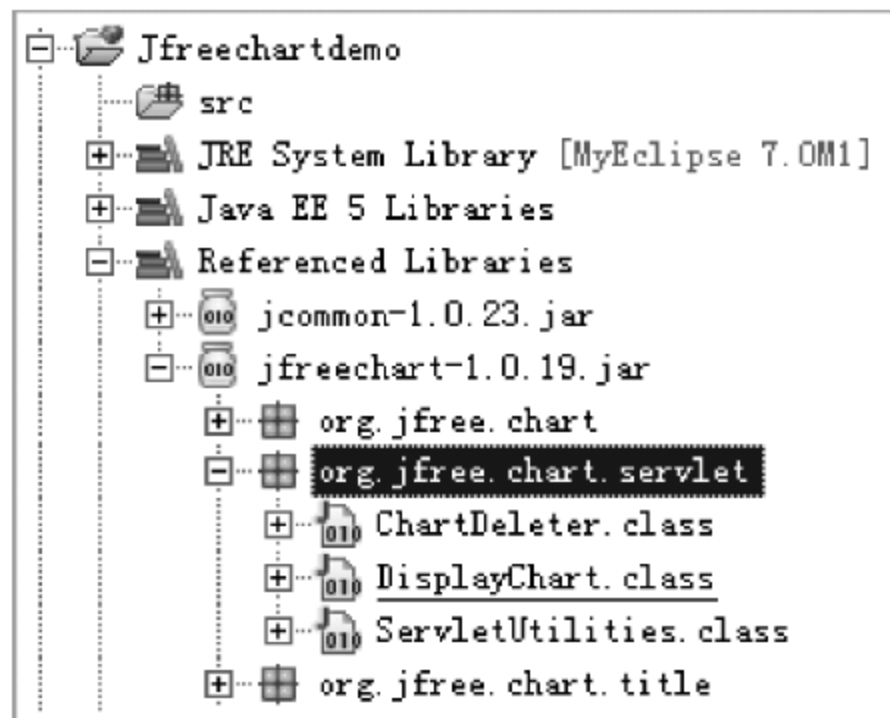 Jfreechartdemo
src
JRE System Library [MyEclipse 7.0M1]
Java EE 5 Libraries
Referenced Libraries
jcommon-1.0.23.jar
jfreechart-1.0.19.jar
org.jfree.chart
org.jfree.chart.servlet
ChartDeleter.class
DisplayChart.class
ServletUtilities.class
org.jfree.chart.title